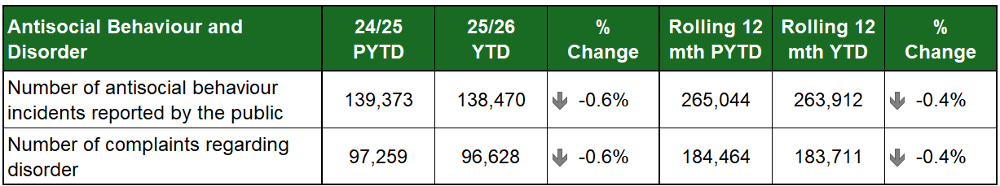 Antisocial Behaviour and Disorder 24/25 PYTD 25/26 YTD % Change Rolling 12 mth PYTD Rolling 12 mth YTD % Change
Number of antisocial behaviour incidents reported by the public 139,373 138,470 -0.6% 265,044 263,912 -0.4%
Number of complaints regarding disorder 97,259 96,628 -0.6% 184,464 183,711 -0.4%